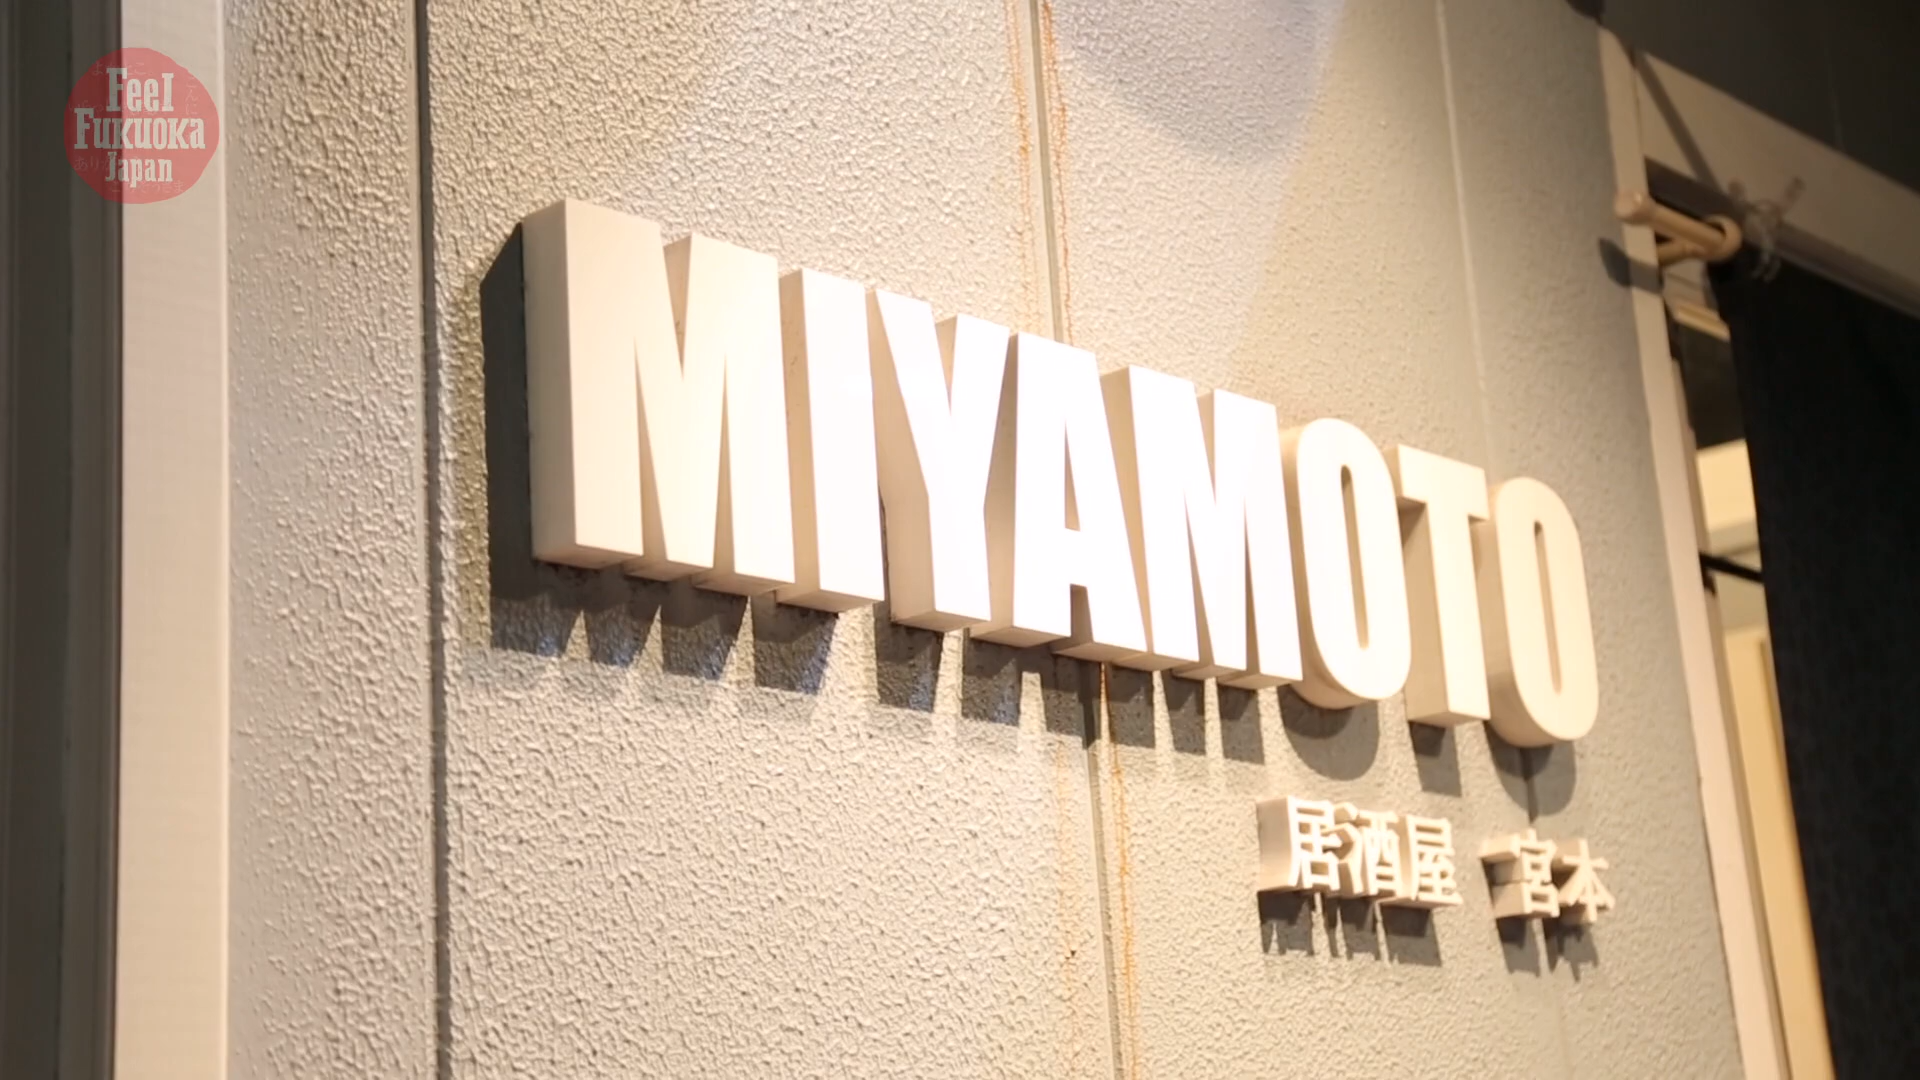 Feel
Fukuoka
Japan
MIYAMOTO
居酒屋 宮本